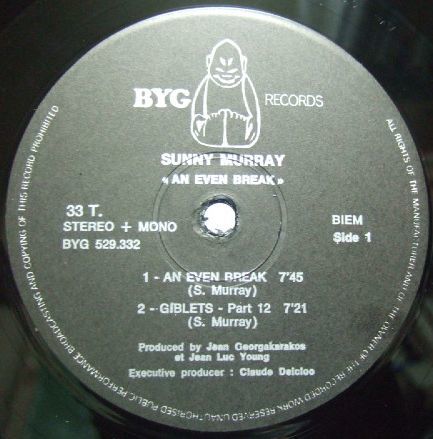 BYG RECORDS
SUNNY MURRAY
« AN EVEN BREAK »
33 T.
STEREO + MONO
BYG 529.332
BIEM
Side 1
1 - AN EVEN BREAK 7'45
(S. Murray)
2 - GIBLETS - Part 12 7'21
(S. Murray)
Produced by Jean Georgakarakos
et Jean Luc Young
Executive producer : Claude Delcloo
ALL RIGHTS OF THE MANUFACTURER AND OF THE OWNER OF THE RECORDED WORK RESERVED UNAUTHORISED PUBLIC PERFORMANCE BROADCASTING AND COPYING OF THIS RECORD PROHIBITED